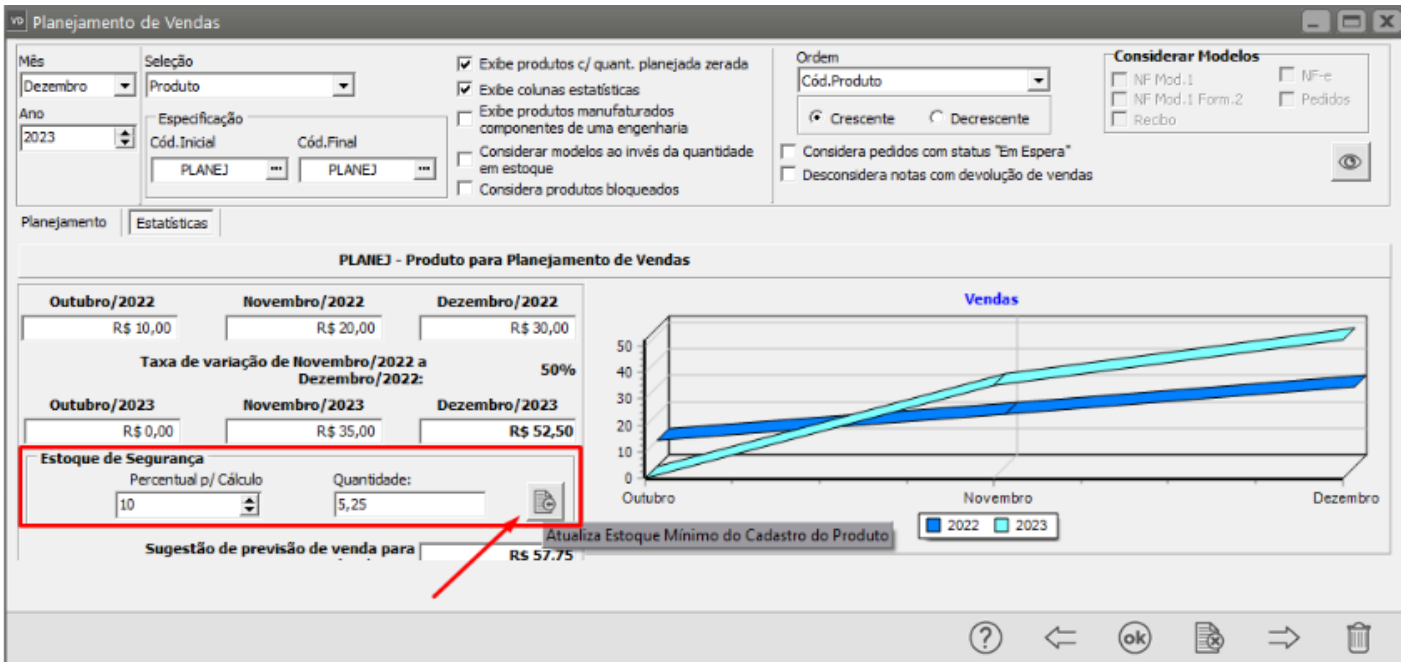 VD Planejamento de Vendas
Mês
Dezembro
Ano
2023
Seleção
Produto
Especificação
Cód.Inicial Cód.Final
PLANEJ ... PLANEJ ...
Exibe produtos c/ quant. planejada zerada
Exibe colunas estatísticas
Exibe produtos manufaturados
componentes de uma engenharia
Considerar modelos ao invés da quantidade
em estoque
Considera produtos bloqueados
Ordem
Cód.Produto
Crescente Decrescente
Considera pedidos com status "Em Espera"
Desconsidera notas com devolução de vendas
Considerar Modelos
NF Mod.1 NF-e
NF Mod.1 Form.2 Pedidos
Recibo
Planejamento Estatísticas
PLANEJ - Produto para Planejamento de Vendas
Outubro/2022 Novembro/2022 Dezembro/2022
R$ 10,00 R$ 20,00 R$ 30,00
Taxa de variação de Novembro/2022 a
Dezembro/2022:
50%
Outubro/2023 Novembro/2023 Dezembro/2023
R$ 0,00 R$ 35,00 R$ 52,50
Estoque de Segurança
Percentual p/ Cálculo Quantidade:
10 5,25
Atualiza Estoque Mínimo do Cadastro do Produto
Sugestão de previsão de venda para
R$ 57,75
Vendas
50
40
30
20
10
0
Outubro Novembro Dezembro
2022 2023
? ok